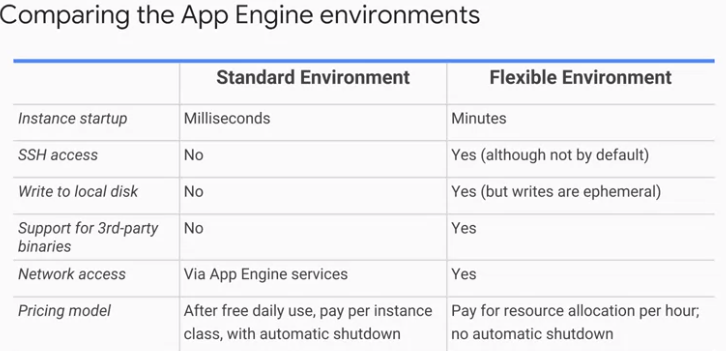 Comparing the App Engine environments
Standard Environment Flexible Environment
Instance startup Milliseconds Minutes
SSH access No Yes (although not by default)
Write to local disk No Yes (but writes are ephemeral)
Support for 3rd-party No Yes
binaries
Network access Via App Engine services Yes
Pricing model After free daily use, pay per instance Pay for resource allocation per hour;
class, with automatic shutdown no automatic shutdown